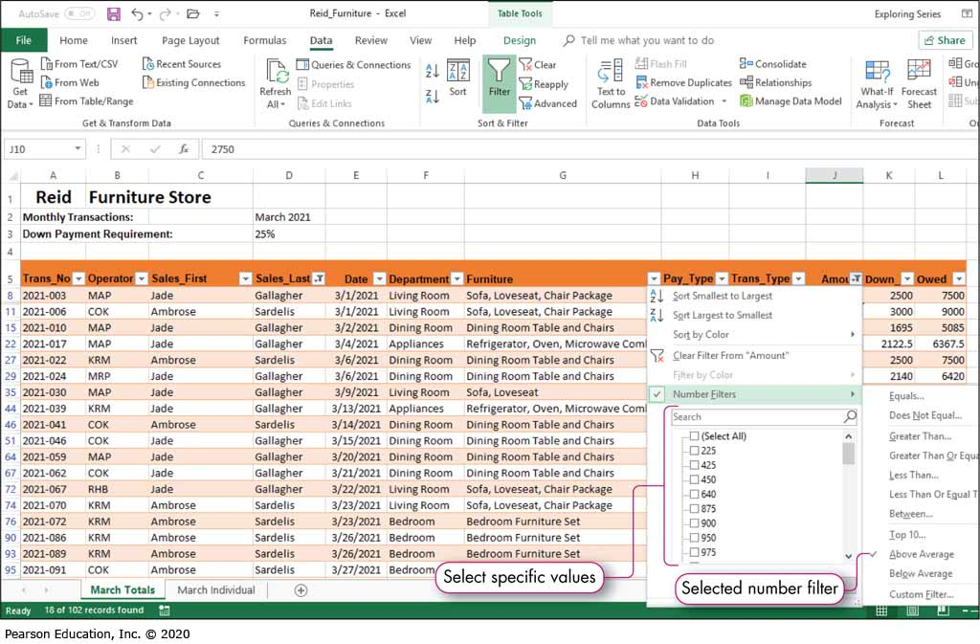 AutoSave Off Reid_Furniture - Excel Table Tools Exploring Series
File Home Insert Page Layout Formulas Data Review View Help Design Tell me what you want to do Share
From Text/CSV Recent Sources Queries & Connections Clear Flash Fill Consolidate
From Web Existing Connections Properties Reapply Remove Duplicates Relationships
From Table/Range Edit Links Advanced Data Validation Manage Data Model
Get Data Refresh All Sort Filter Text to Columns What-If Analysis Forecast Sheet
Get & Transform Data Queries & Connections Sort & Filter Data Tools Forecast
J10 fx 2750
A B C D E F G H I J K L
1 Reid Furniture Store
2 Monthly Transactions: March 2021
3 Down Payment Requirement: 25%
4
5 Trans_No Operator Sales_First Sales_Last Date Department Furniture Pay_Type Trans_Type Amou Down_ Owed
8 2021-003 MAP Jade Gallagher 3/1/2021 Living Room Sofa, Loveseat, Chair Package 2500 7500
11 2021-006 COK Ambrose Sardelis 3/1/2021 Living Room Sofa, Loveseat, Chair Package 3000 9000
15 2021-010 MAP Jade Gallagher 3/2/2021 Dining Room Dining Room Table and Chairs 1695 5085
22 2021-017 MAP Jade Gallagher 3/4/2021 Appliances Refrigerator, Oven, Microwave Comb 2122.5 6367.5
27 2021-022 KRM Ambrose Sardelis 3/6/2021 Dining Room Dining Room Table and Chairs 2500 7500
29 2021-024 MRP Jade Gallagher 3/6/2021 Dining Room Dining Room Table and Chairs 2140 6420
35 2021-030 MAP Jade Gallagher 3/9/2021 Living Room Sofa, Loveseat
44 2021-039 KRM Jade Gallagher 3/13/2021 Appliances Refrigerator, Oven, Microwave Comb
46 2021-041 COK Ambrose Sardelis 3/14/2021 Dining Room Dining Room Table and Chairs
51 2021-046 COK Jade Gallagher 3/15/2021 Dining Room Dining Room Table and Chairs
64 2021-059 MAP Jade Gallagher 3/20/2021 Dining Room Dining Room Table and Chairs
67 2021-062 COK Jade Gallagher 3/21/2021 Dining Room Dining Room Table and Chairs
72 2021-067 RHB Jade Gallagher 3/22/2021 Living Room Sofa, Loveseat, Chair Package
74 2021-070 KRM Ambrose Sardelis 3/23/2021 Living Room Sofa, Loveseat, Chair Package
76 2021-072 KRM Ambrose Sardelis 3/23/2021 Bedroom Bedroom Furniture Set
90 2021-086 KRM Ambrose Sardelis 3/26/2021 Bedroom Bedroom Furniture Set
93 2021-089 KRM Ambrose Sardelis 3/26/2021 Bedroom Bedroom Furniture Set
95 2021-091 COK Ambrose Sardelis 3/27/2021 Bedroom
Sort Smallest to Largest
Sort Largest to Smallest
Sort by Color
Clear Filter From "Amount"
Filter by Color
Number Filters
Search
(Select All)
225
425
450
640
875
900
950
975
Equals...
Does Not Equal...
Greater Than...
Greater Than Or Equa
Less Than...
Less Than Or Equal T
Between...
Top 10...
Above Average
Below Average
Custom Filter...
Select specific values
Selected number filter
March Totals March Individual
Ready 18 of 102 records found
Pearson Education, Inc. © 2020